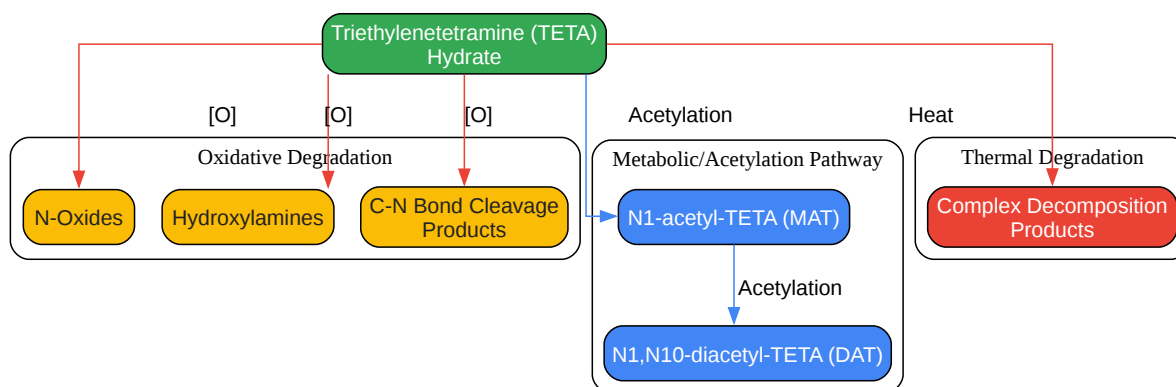 Triethylenetetramine (TETA)
Hydrate
[O]
[O]
[O]
Acetylation
Heat
Oxidative Degradation
Metabolic/Acetylation Pathway
Thermal Degradation
N-Oxides
Hydroxylamines
C-N Bond Cleavage
Products
N1-acetyl-TETA (MAT)
Complex Decomposition
Products
Acetylation
N1,N10-diacetyl-TETA (DAT)